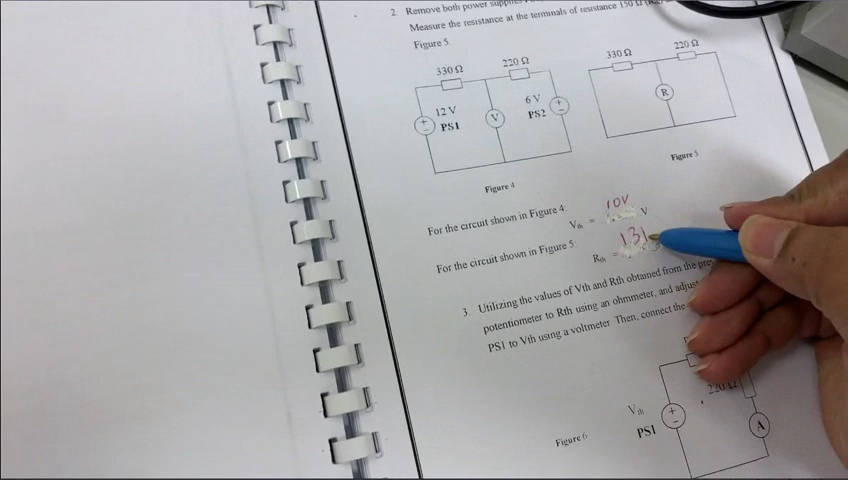 2. Remove both power supplies
Measure the resistance at the terminals of resistance 150 Ω
Figure 5.
330 Ω
220 Ω
12 V
PS1
V
6 V
PS2
330 Ω
220 Ω
R
Figure 4
Figure 5
For the circuit shown in Figure 4:
Vth = 10V V
For the circuit shown in Figure 5:
Rth = 131
3. Utilizing the values of Vth and Rth obtained from the
potentiometer to Rth using an ohmmeter, and adjust
PS1 to Vth using a voltmeter. Then, connect the
220 Ω
Vth
PS1
A
Figure 6